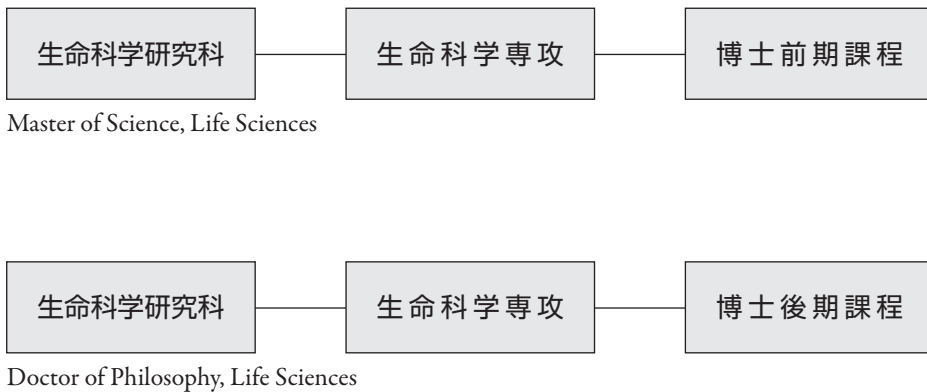 生命科学研究科 生命科学専攻 博士前期課程
Master of Science, Life Sciences
生命科学研究科 生命科学専攻 博士後期課程
Doctor of Philosophy, Life Sciences